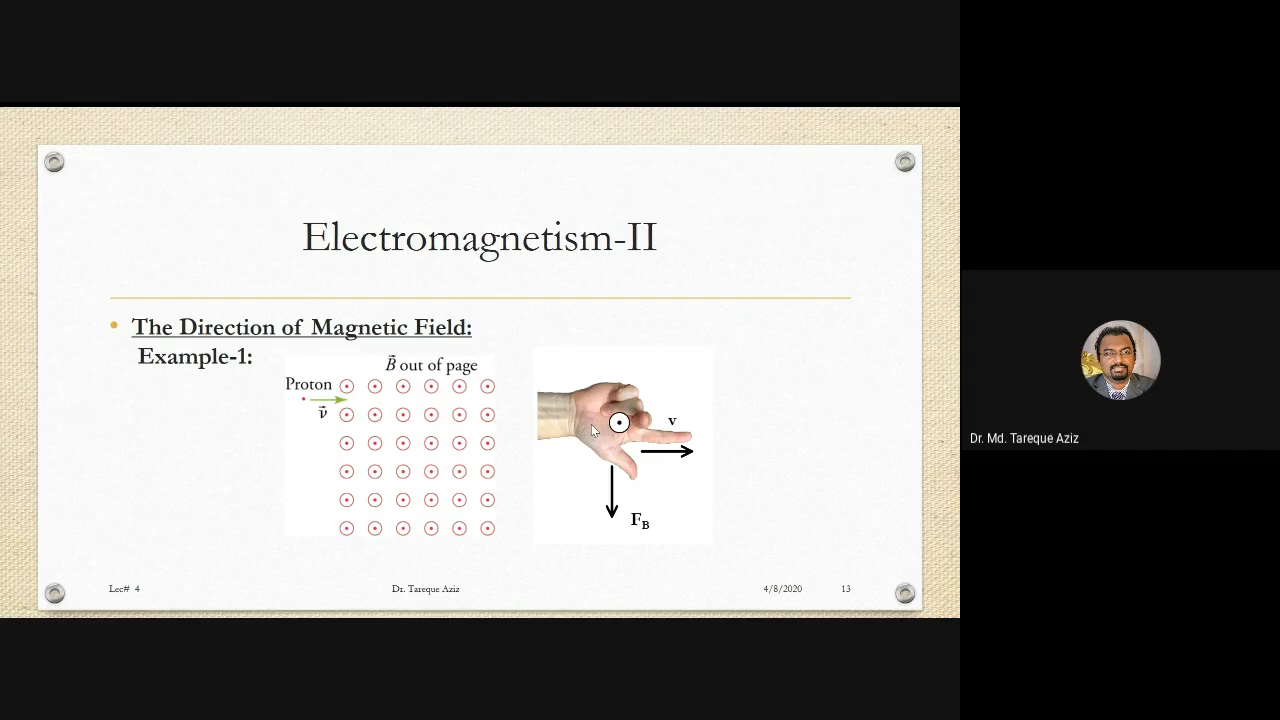 Electromagnetism-II
• The Direction of Magnetic Field:
Example-1:
B⃗ out of page
Proton
v⃗
v
F_B
Lec# 4
Dr. Tareque Aziz
4/8/2020
13
Dr. Md. Tareque Aziz